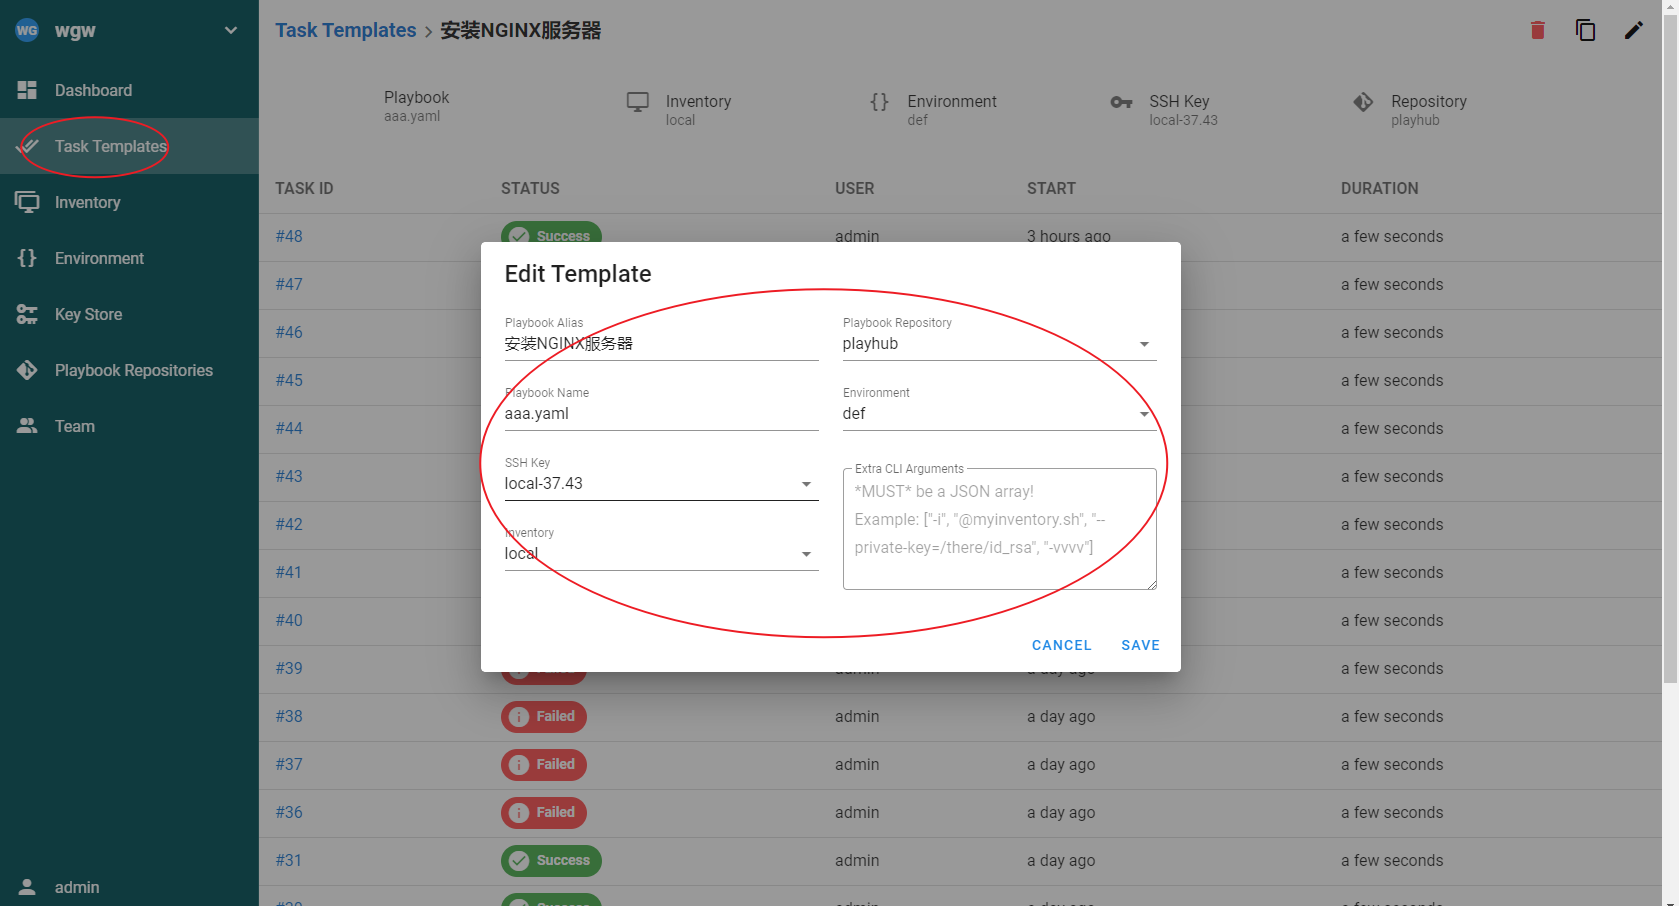 WG wgw
Task Templates > 安装NGINX服务器
Dashboard
Task Templates
Inventory
Environment
Key Store
Playbook Repositories
Team
admin
Playbook
aaa.yaml
Inventory
local
Environment
def
SSH Key
local-37.43
Repository
playhub
TASK ID STATUS USER START DURATION
#48 Success admin 3 hours ago a few seconds
#47 a few seconds
#46 a few seconds
#45 a few seconds
#44 a few seconds
#43 a few seconds
#42 a few seconds
#41 a few seconds
#40 a few seconds
#39 admin a day ago a few seconds
#38 Failed admin a day ago a few seconds
#37 Failed admin a day ago a few seconds
#36 Failed admin a day ago a few seconds
#31 Success admin a day ago a few seconds
Edit Template
Playbook Alias
安装NGINX服务器
Playbook Name
aaa.yaml
SSH Key
local-37.43
Inventory
local
Playbook Repository
playhub
Environment
def
Extra CLI Arguments
*MUST* be a JSON array!
Example: ["-i", "@myinventory.sh", "--
private-key=/there/id_rsa", "-vvvv"]
CANCEL SAVE